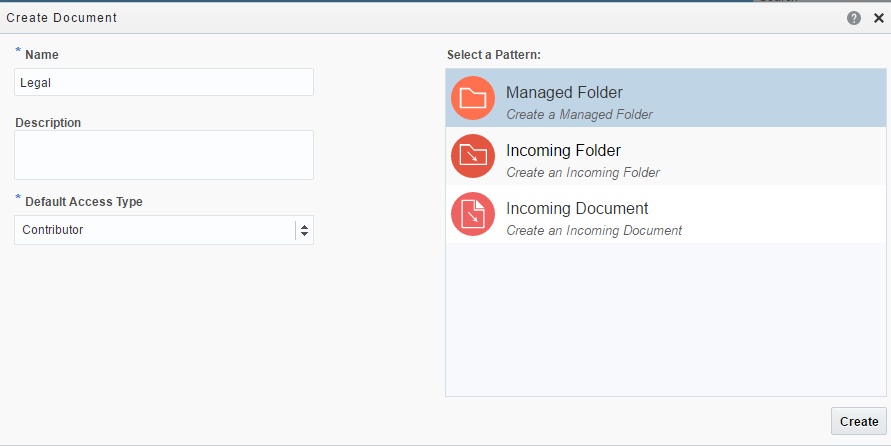 Create Document
* Name
Legal
Description
* Default Access Type
Contributor
Select a Pattern:
Managed Folder
Create a Managed Folder
Incoming Folder
Create an Incoming Folder
Incoming Document
Create an Incoming Document
Create